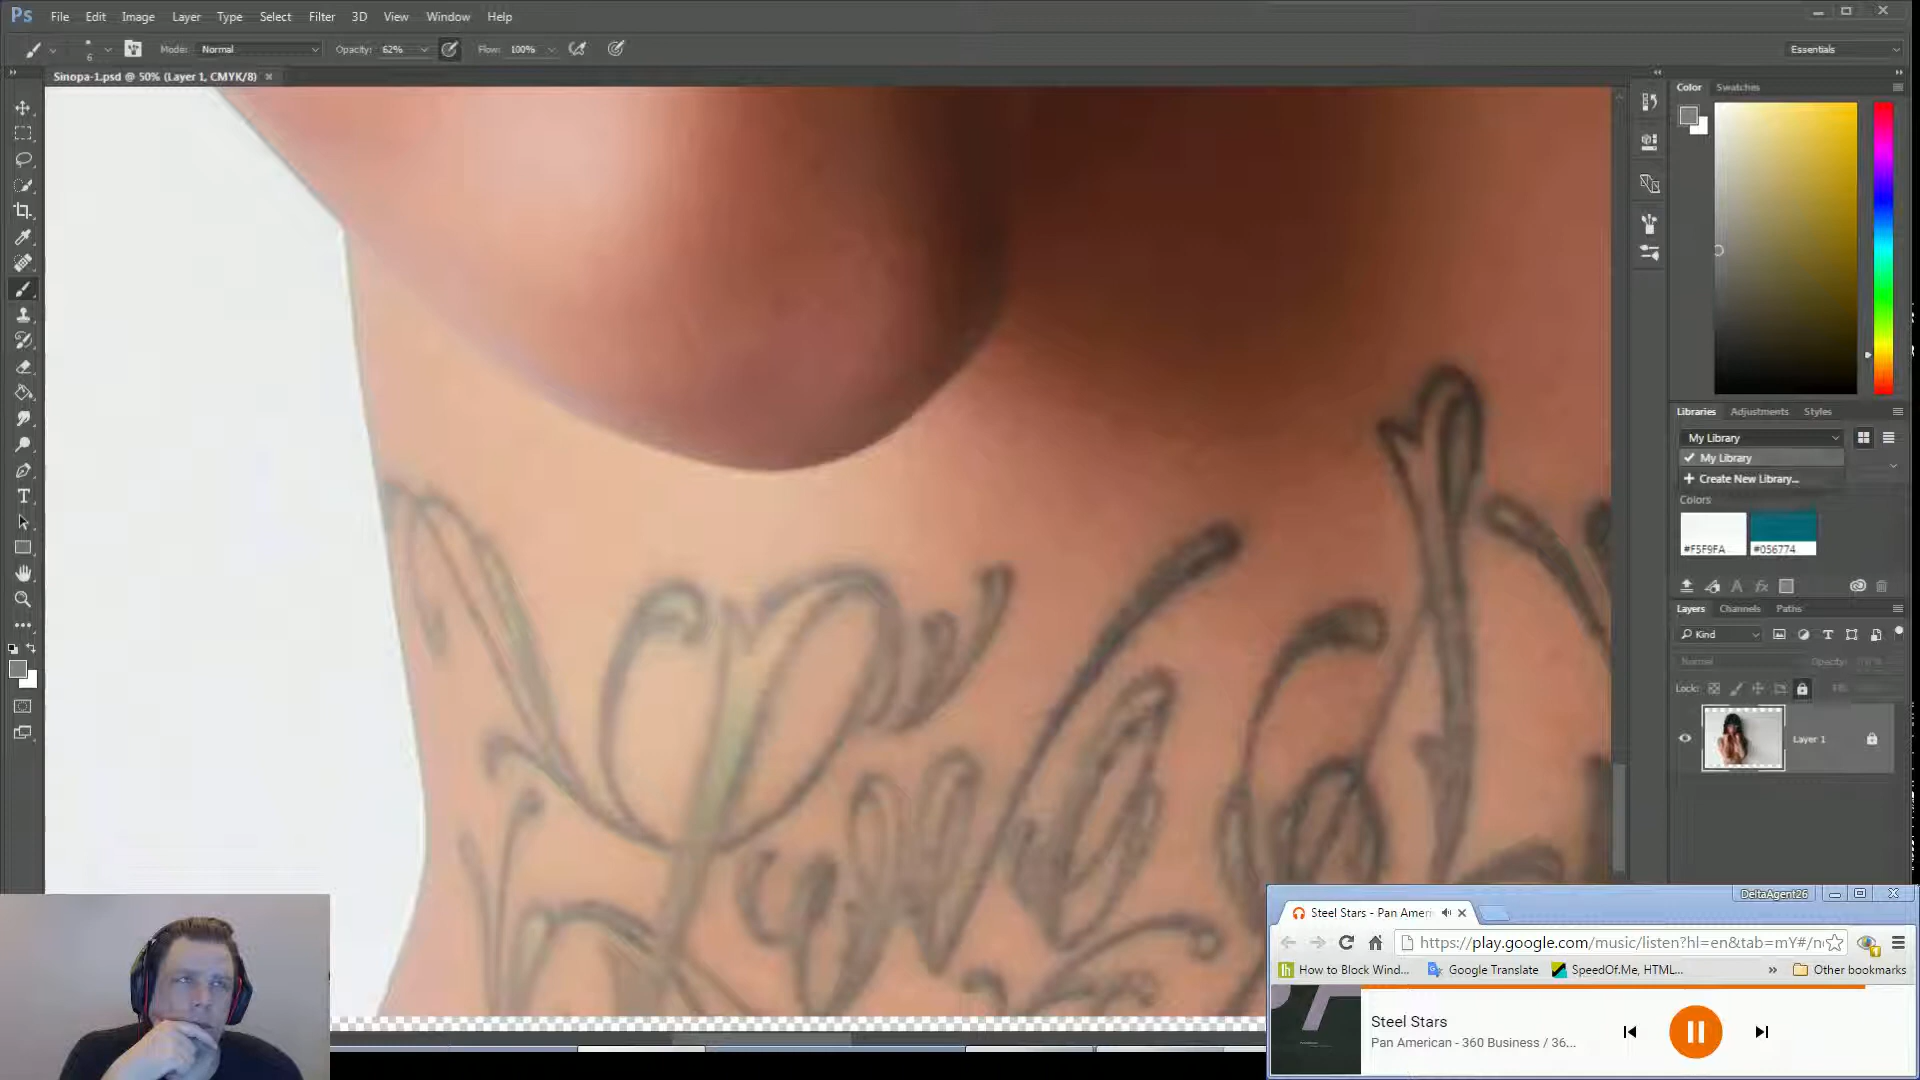 Ps File Edit Image Layer Type Select Filter 3D View Window Help
6 Mode: Normal Opacity: 62% Flow: 100% Essentials
Sinopa-1.psd @ 50% (Layer 1, CMYK/8) ×
Color Swatches
Libraries Adjustments Styles
My Library
My Library
Create New Library...
Colors
#F5F9FA #056774
Layers Channels Paths
Kind
Normal Opacity:
Lock:
Layer 1
DeltaAgent26
Steel Stars - Pan Ameri
https://play.google.com/music/listen?hl=en&tab=mY#/n
How to Block Wind... Google Translate SpeedOf.Me, HTML... » Other bookmarks
Steel Stars
Pan American - 360 Business / 36...